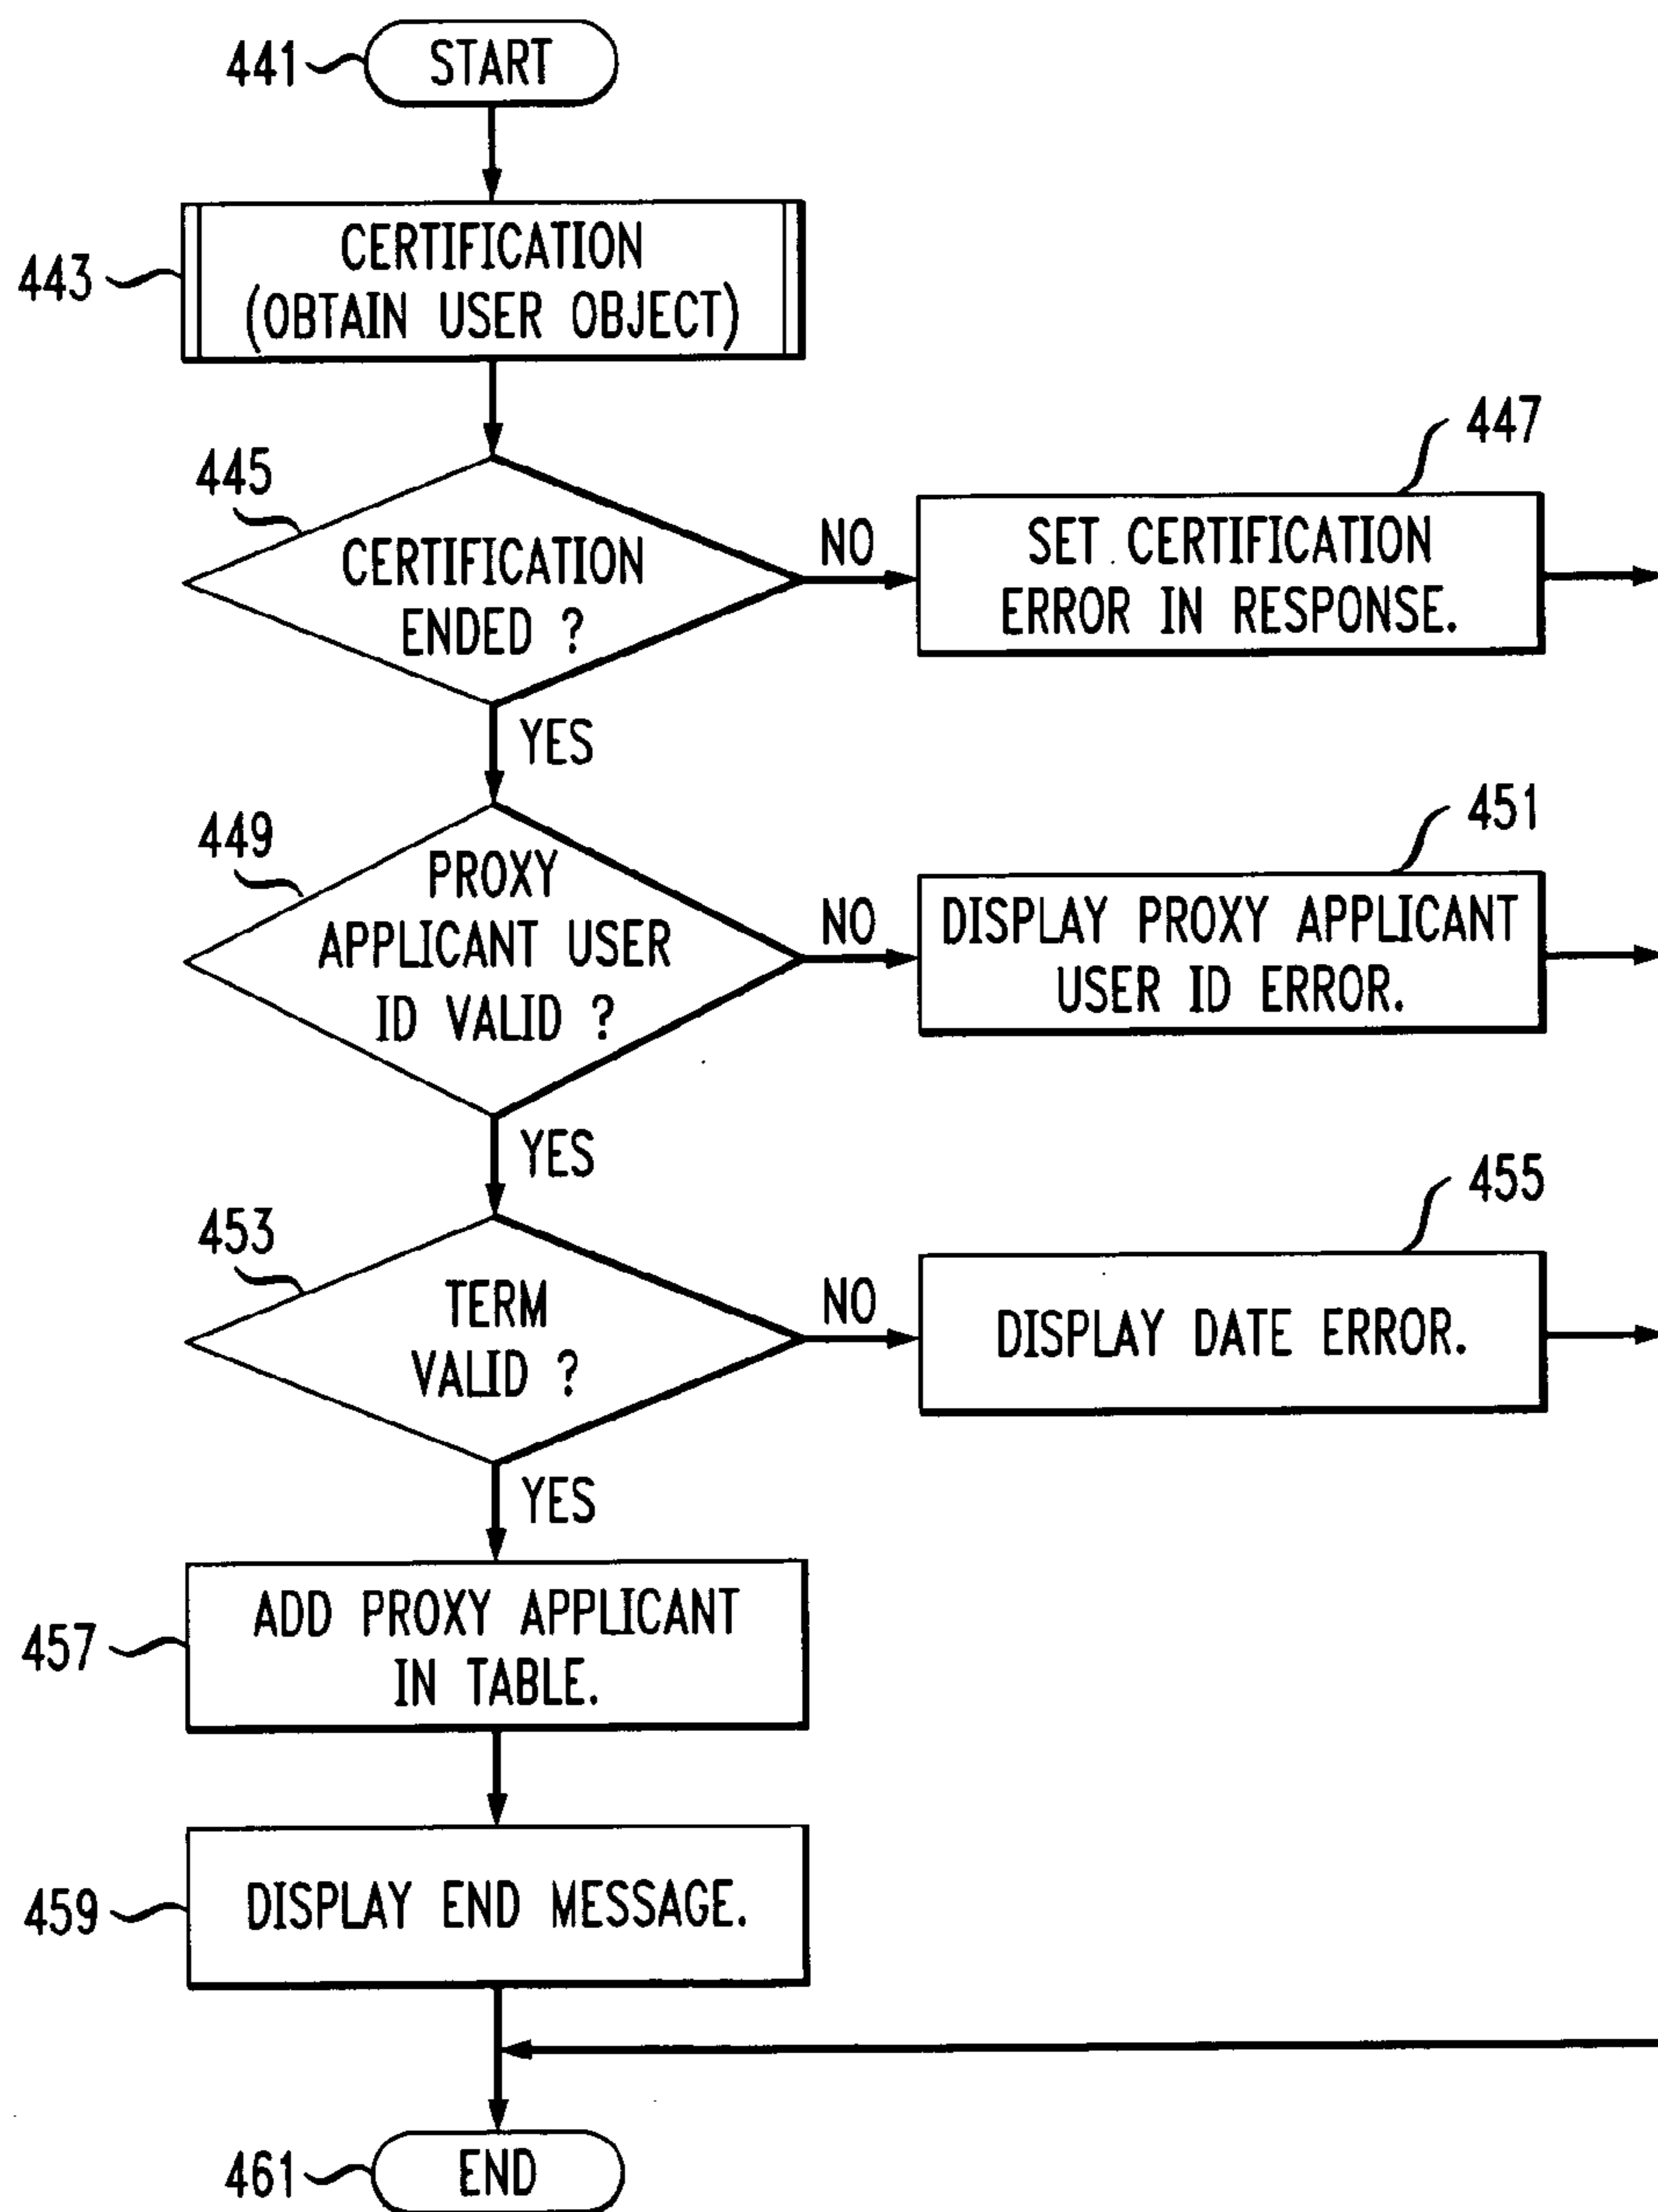 441
START
443
CERTIFICATION
(OBTAIN USER OBJECT)
445
CERTIFICATION
ENDED ?
NO
447
SET CERTIFICATION
ERROR IN RESPONSE.
YES
449
PROXY
APPLICANT USER
ID VALID ?
NO
451
DISPLAY PROXY APPLICANT
USER ID ERROR.
YES
453
TERM
VALID ?
NO
455
DISPLAY DATE ERROR.
YES
457
ADD PROXY APPLICANT
IN TABLE.
459
DISPLAY END MESSAGE.
461
END